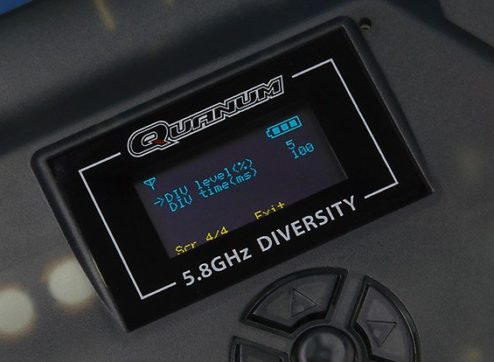 QUANUM
→DIV level(%) 5
DIV time(ms) 100
Scr 4/4 Exit
5.8GHz DIVERSITY